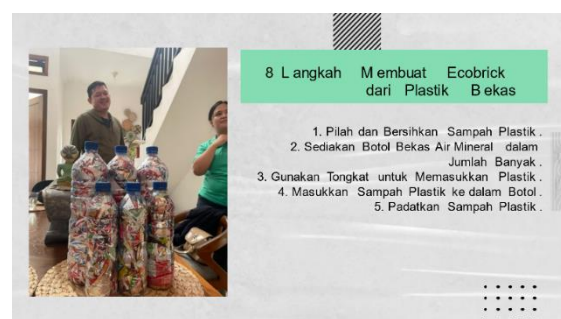 8 Langkah Membuat Ecobrick
dari Plastik Bekas
1. Pilah dan Bersihkan Sampah Plastik.
2. Sediakan Botol Bekas Air Mineral dalam
Jumlah Banyak.
3. Gunakan Tongkat untuk Memasukkan Plastik.
4. Masukkan Sampah Plastik ke dalam Botol.
5. Padatkan Sampah Plastik.